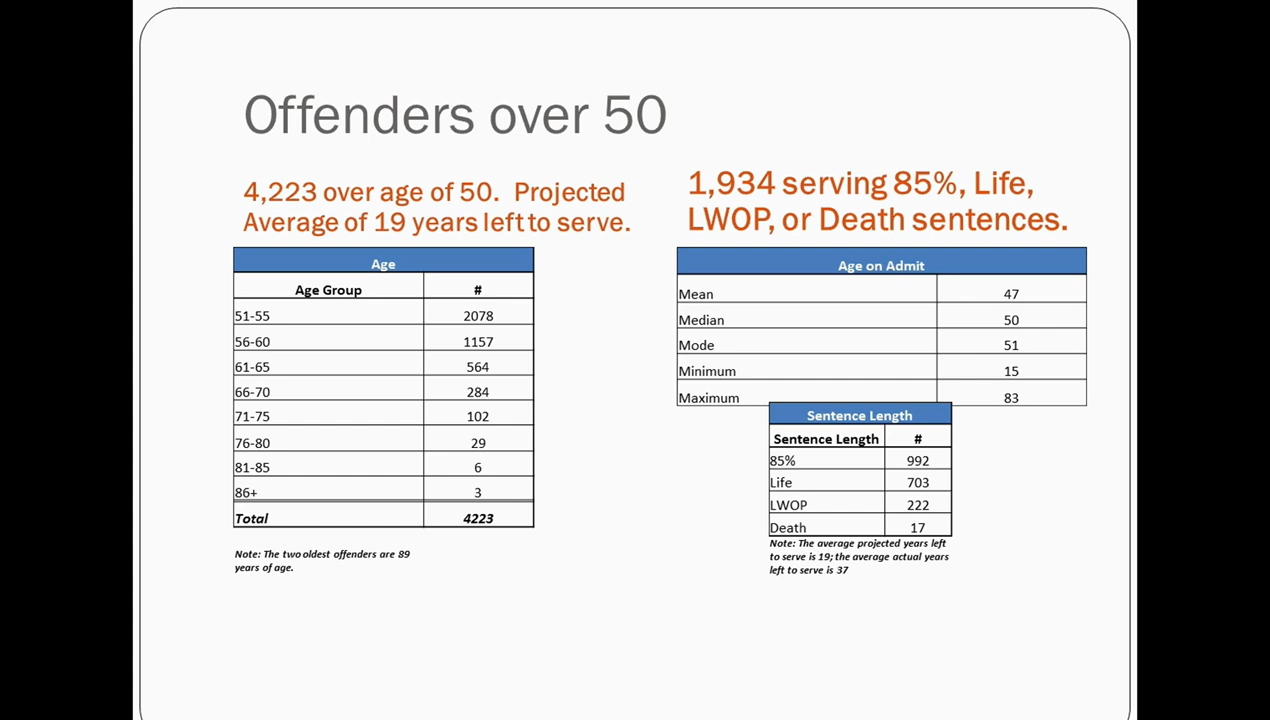 Offenders over 50
4,223 over age of 50. Projected
Average of 19 years left to serve.
Age
Age Group #
51-55 2078
56-60 1157
61-65 564
66-70 284
71-75 102
76-80 29
81-85 6
86+ 3
Total 4223
Note: The two oldest offenders are 89
years of age.
1,934 serving 85%, Life,
LWOP, or Death sentences.
Age on Admit
Mean 47
Median 50
Mode 51
Minimum 15
Maximum 83
Sentence Length
Sentence Length #
85% 992
Life 703
LWOP 222
Death 17
Note: The average projected years left
to serve is 19; the average actual years
left to serve is 37